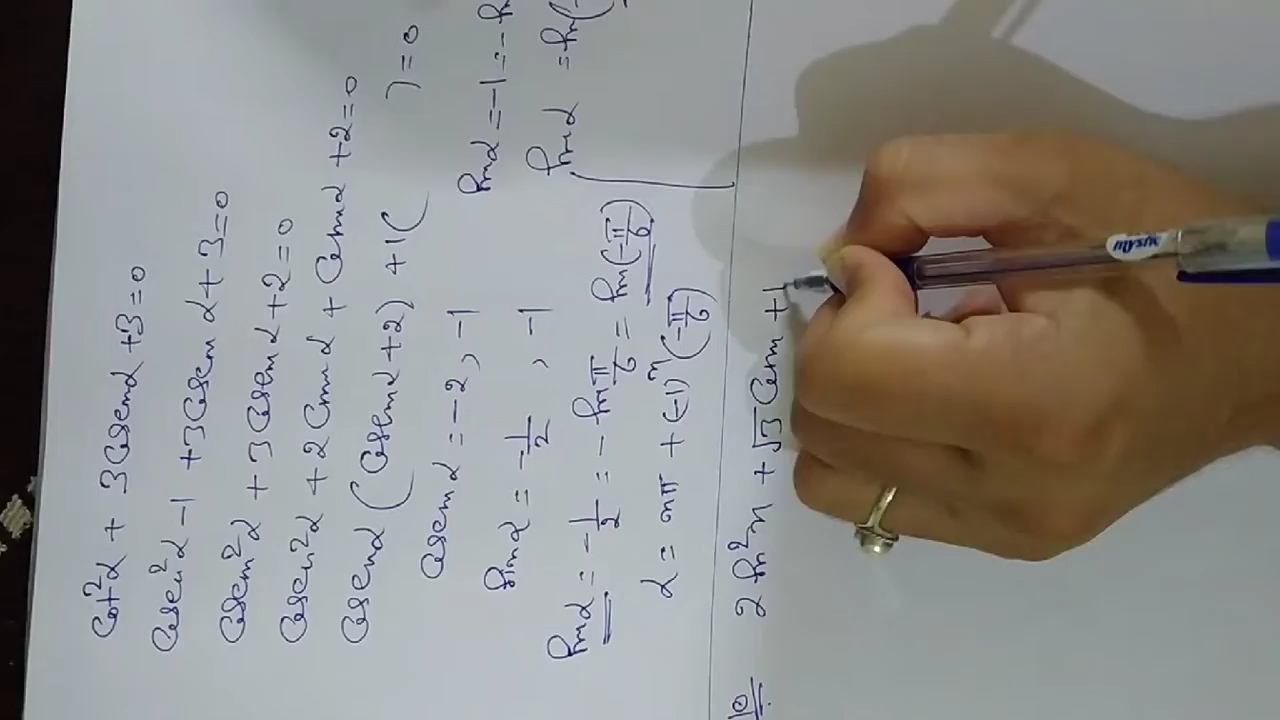 Cot²α + 3Cosecα + 3 = 0
Cosec²α - 1 + 3Cosecα + 3 = 0
Cosec²α + 3Cosecα + 2 = 0
Cosec²α + 2Cosecα + Cosecα + 2 = 0
Cosecα (Cosecα + 2) + 1 ( ) = 0
Cosecα = -2, -1
Sinα = -1/2, -1
Sinα = -1/2 = -Sin π/6 = Sin(-π/6)
α = nπ + (-1)ⁿ(-π/6)
Sinα = -1 = -
Sinα = Sin(-
10 2 Sin²x + √3 Cosx + 1
mystic